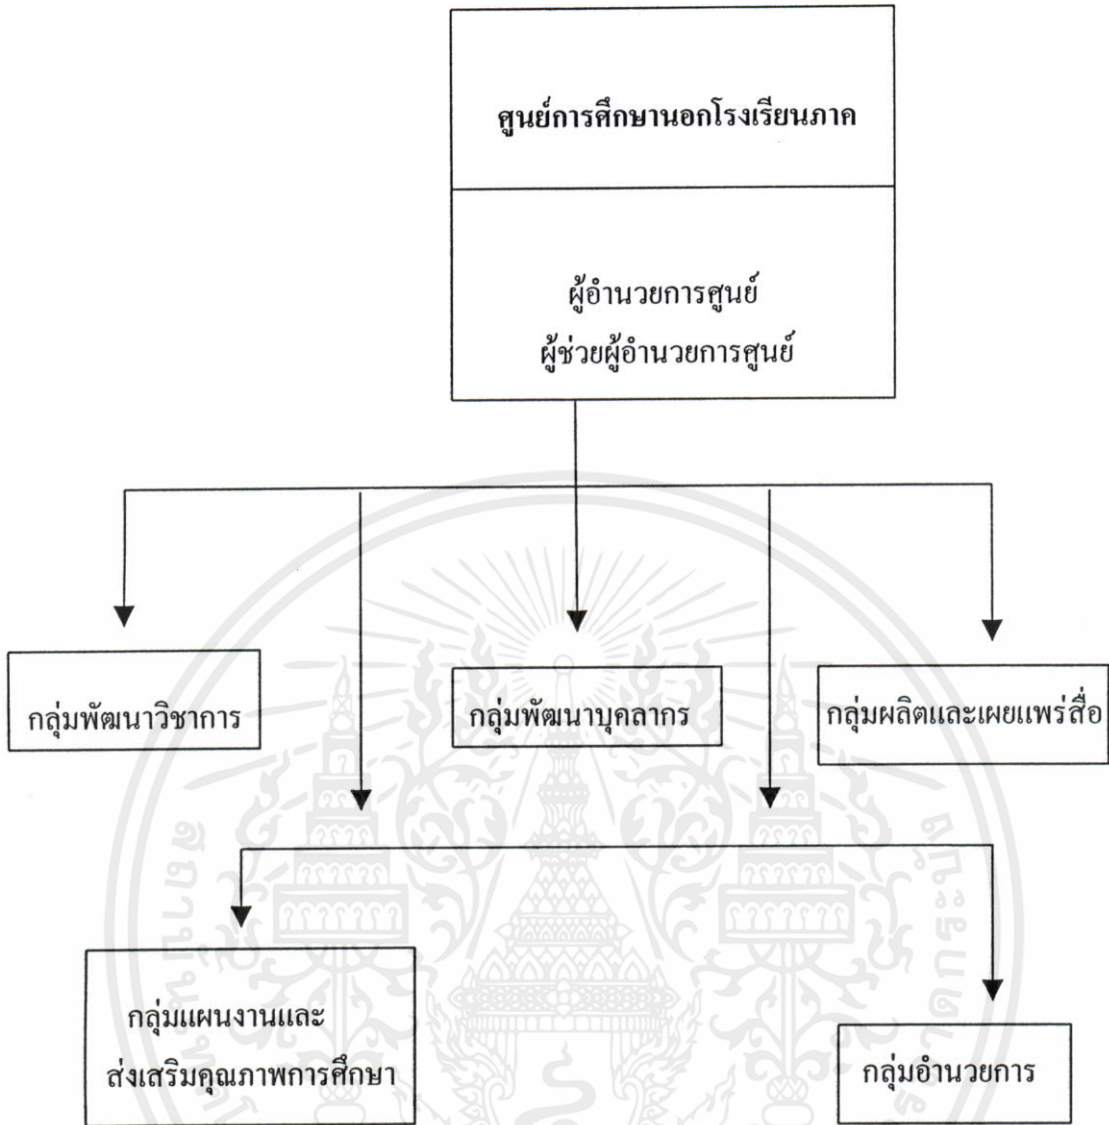 ศูนย์การศึกษานอกโรงเรียนภาค
ผู้อำนวยการศูนย์
ผู้ช่วยผู้อำนวยการศูนย์
กลุ่มพัฒนาวิชาการ
กลุ่มพัฒนาบุคลากร
กลุ่มผลิตและเผยแพร่สื่อ
กลุ่มแผนงานและ
ส่งเสริมคุณภาพการศึกษา
กลุ่มอำนวยการ